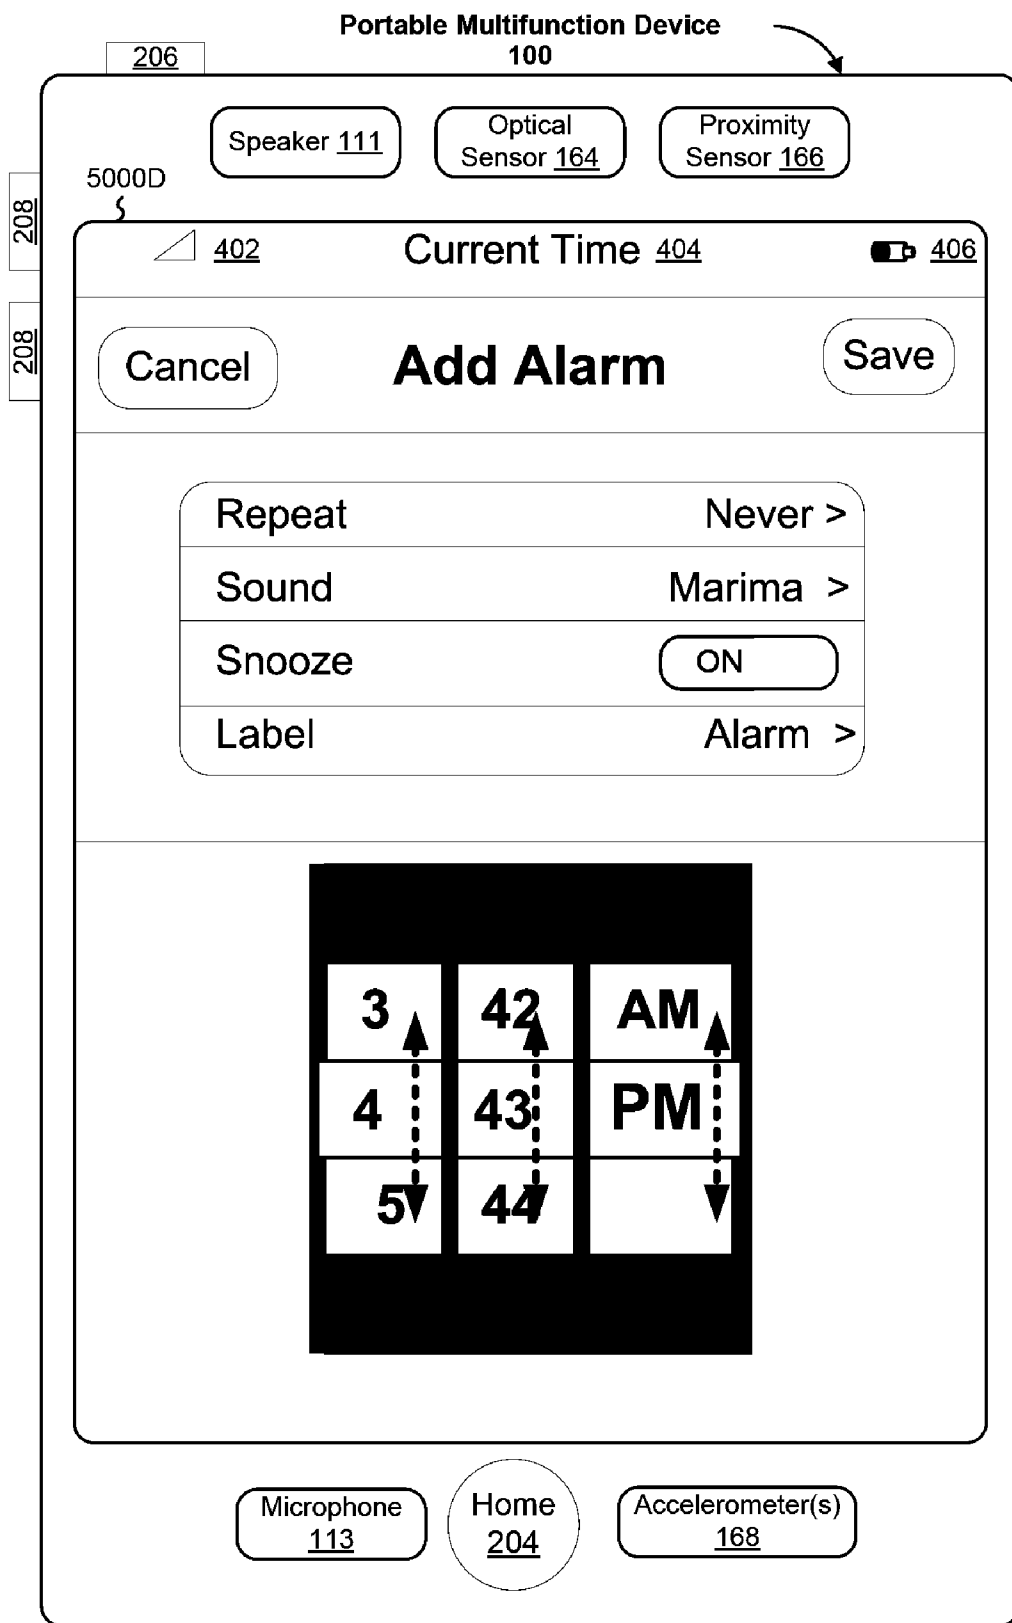 Portable Multifunction Device
100
206
Speaker 111
Optical
Sensor 164
Proximity
Sensor 166
5000D
208
208
402
Current Time 404
406
Cancel
Add Alarm
Save
Repeat Never >
Sound Marima >
Snooze ON
Label Alarm >
3 42 AM
4 43 PM
5 44
Microphone
113
Home
204
Accelerometer(s)
168